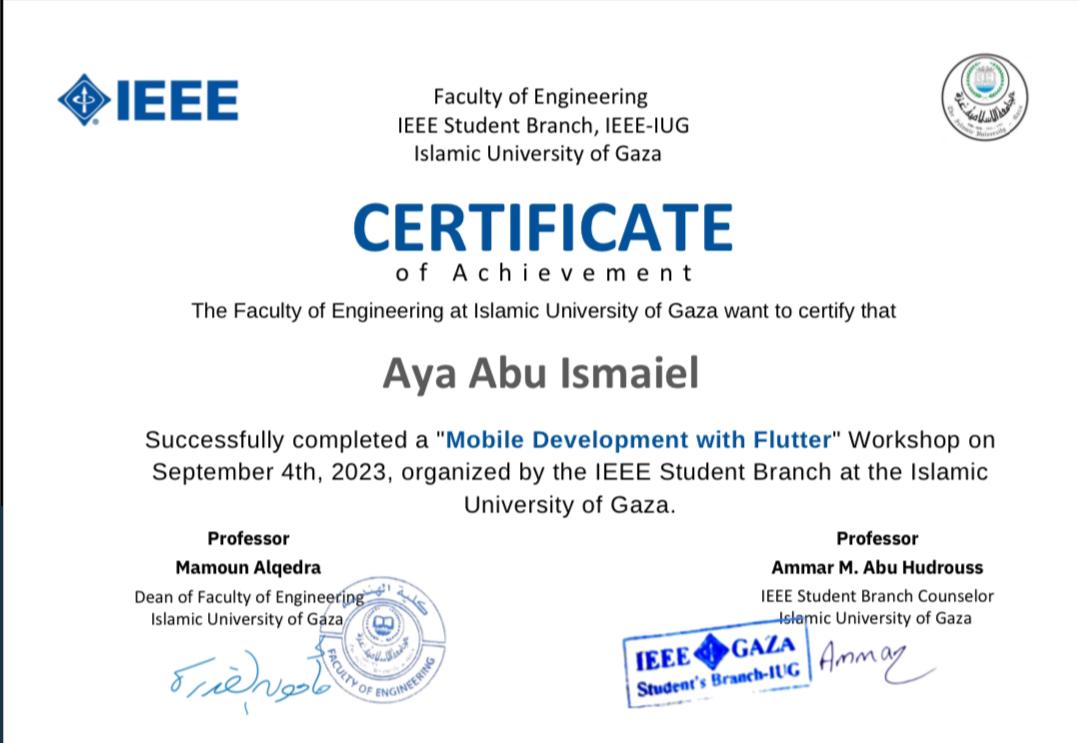 IEEE
Faculty of Engineering
IEEE Student Branch, IEEE-IUG
Islamic University of Gaza
CERTIFICATE
of Achievement
The Faculty of Engineering at Islamic University of Gaza want to certify that
Aya Abu Ismaiel
Successfully completed a "Mobile Development with Flutter" Workshop on
September 4th, 2023, organized by the IEEE Student Branch at the Islamic
University of Gaza.
Professor
Mamoun Alqedra
Dean of Faculty of Engineering
Islamic University of Gaza
كلية الهندسة
FACULTY OF ENGINEERING
Professor
Ammar M. Abu Hudrouss
IEEE Student Branch Counselor
Islamic University of Gaza
IEEE GAZA
Student's Branch-IUG
Ammar